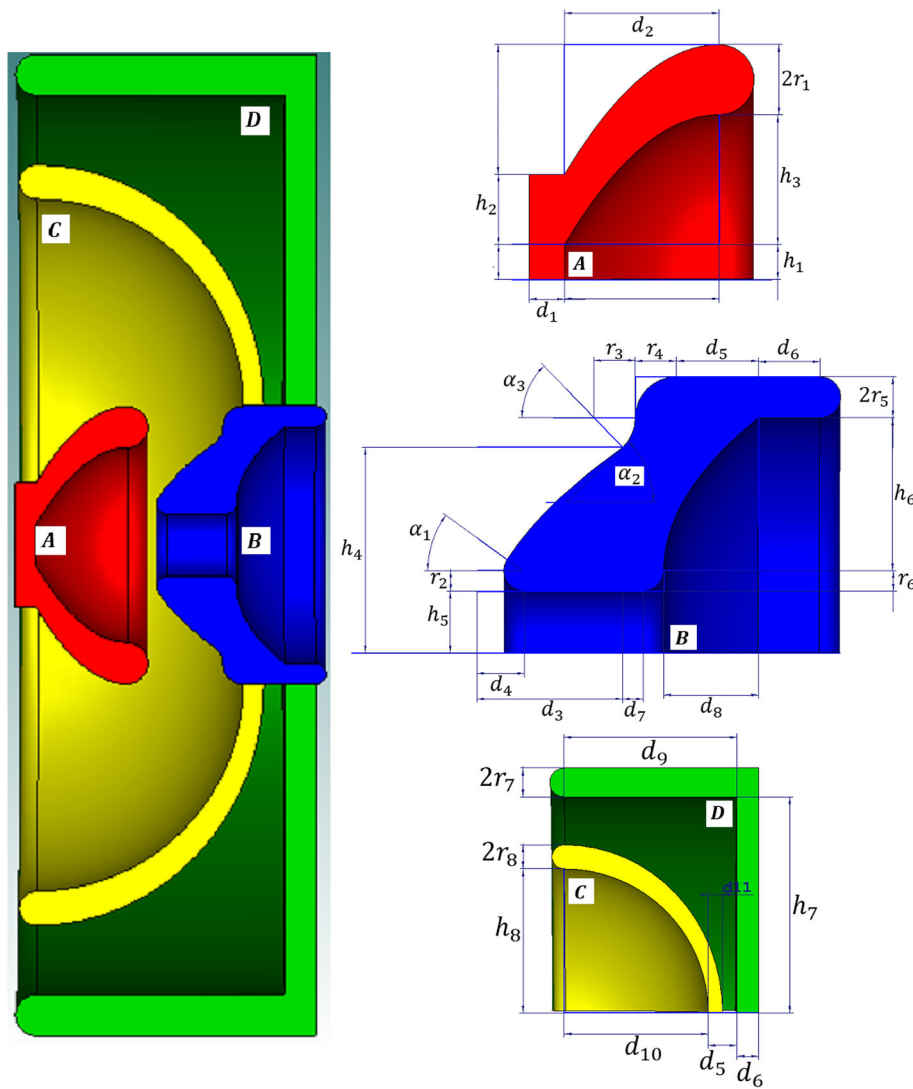 D
C
A
B
d₂
2r₁
h₂
h₃
A
h₁
d₁
r₃
r₄
d₅
d₆
α₃
2r₅
α₂
h₆
α₁
h₄
r₂
r₆
h₅
B
d₄
d₃
d₇
d₈
d₉
2r₇
D
2r₈
C
d11
h₈
h₇
d₁₀
d₅
d₆